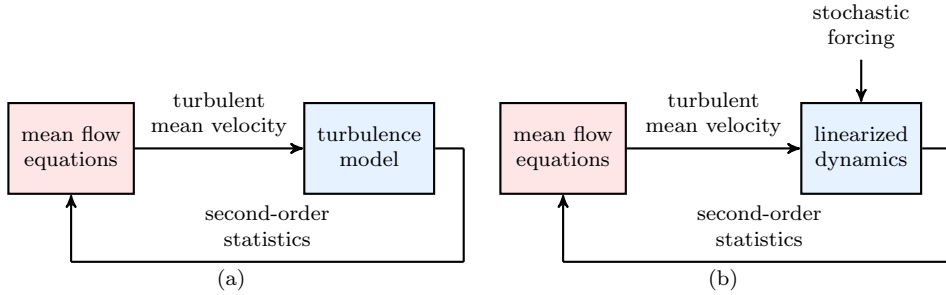 mean flow
equations
turbulent
mean velocity
turbulence
model
second-order
statistics
(a)
stochastic
forcing
mean flow
equations
turbulent
mean velocity
linearized
dynamics
second-order
statistics
(b)